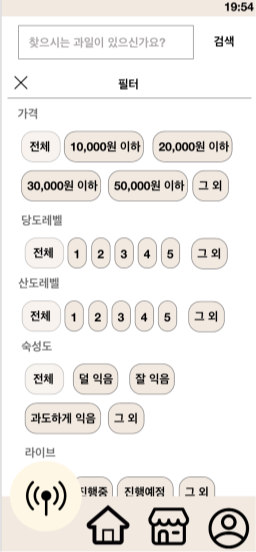 19:54
찾으시는 과일이 있으신가요? 검색
필터
가격
전체 10,000원 이하 20,000원 이하
30,000원 이하 50,000원 이하 그 외
당도레벨
전체 1 2 3 4 5 그 외
산도레벨
전체 1 2 3 4 5 그 외
숙성도
전체 덜 익음 잘 익음
과도하게 익음 그 외
라이브
진행중 진행예정 그 외